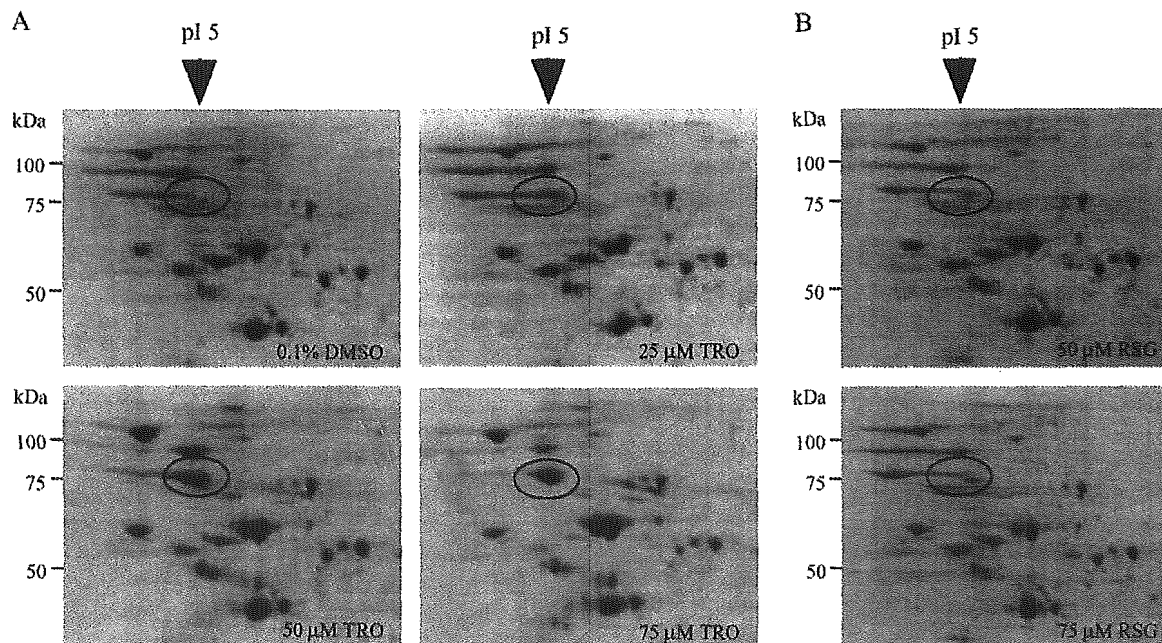 A
B
pI 5
pI 5
pI 5
kDa
100
75
50
0.1% DMSO
25 µM TRO
kDa
100
75
50
50 µM RSG
kDa
100
75
50
50 µM TRO
75 µM TRO
kDa
100
75
50
75 µM RSG